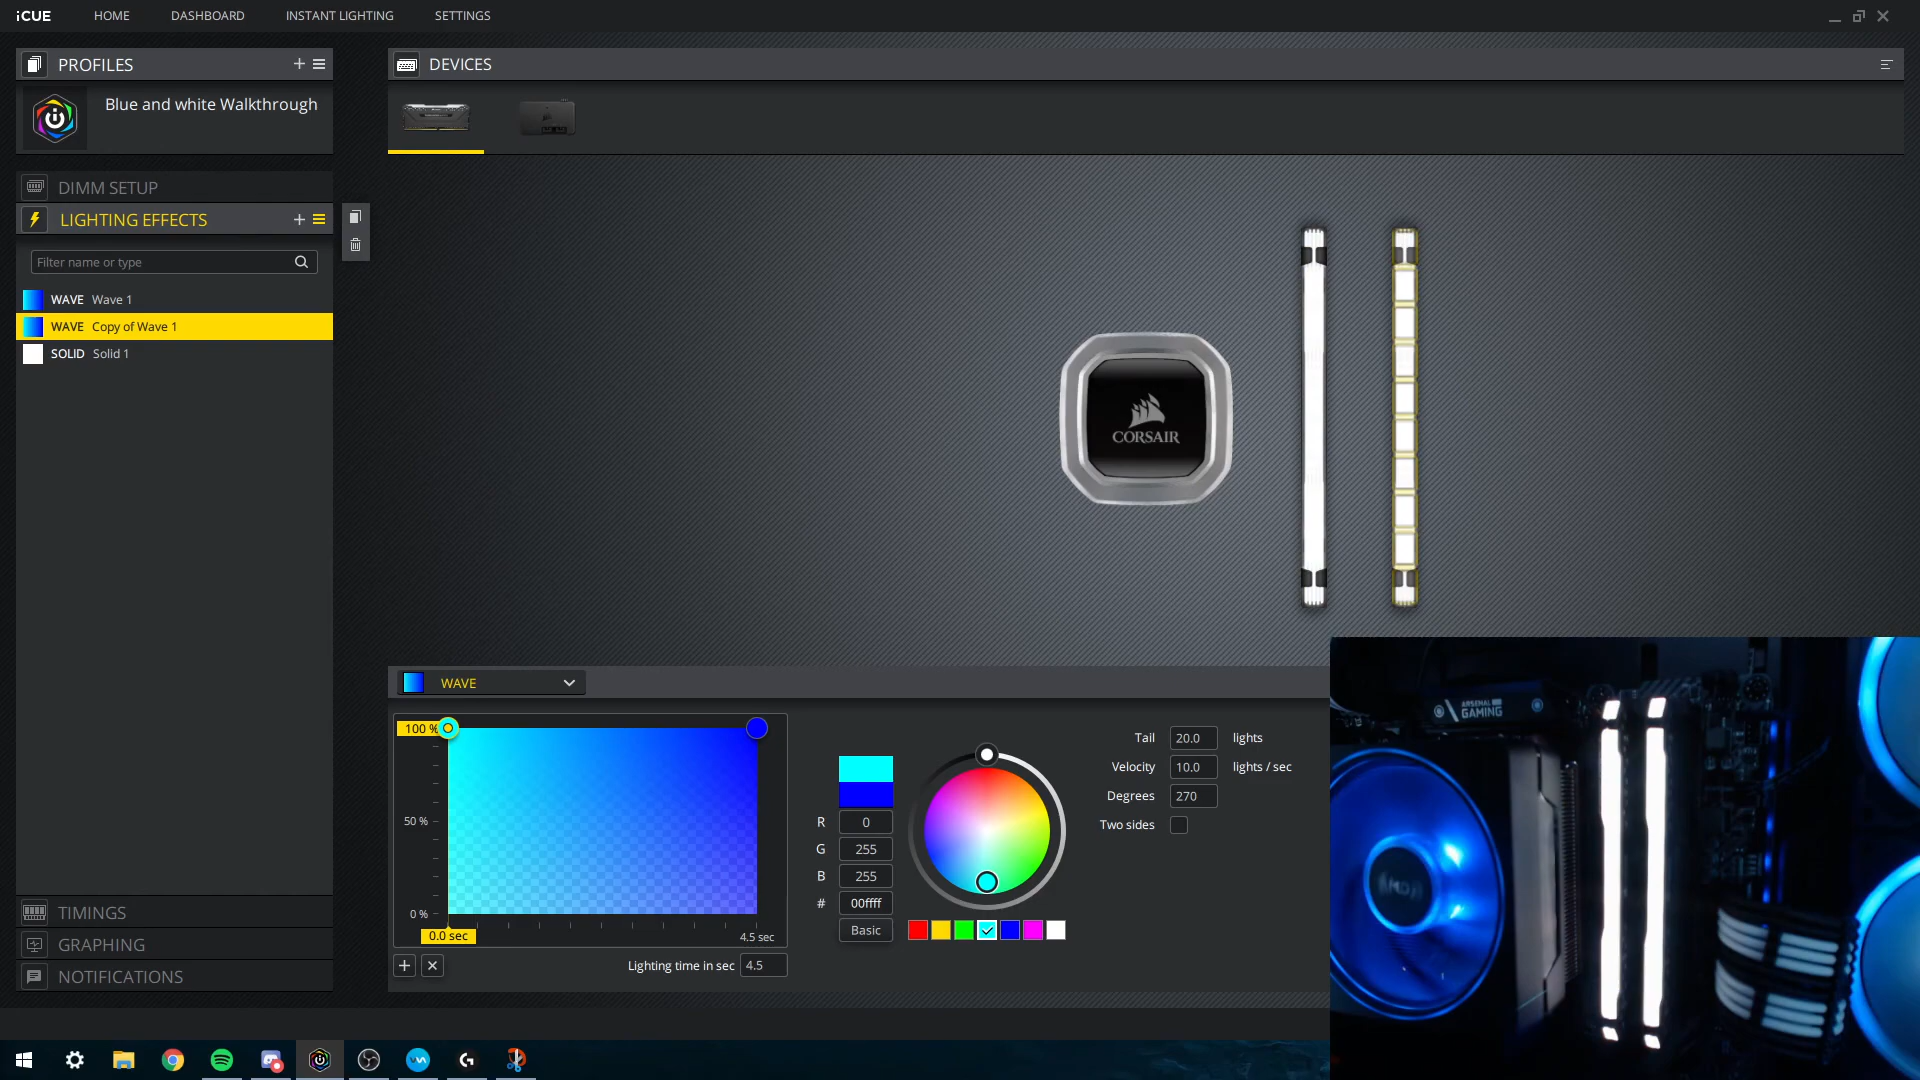 iCUE
HOME
DASHBOARD
INSTANT LIGHTING
SETTINGS
PROFILES
Blue and white Walkthrough
DEVICES
DIMM SETUP
LIGHTING EFFECTS
Filter name or type
WAVE Wave 1
WAVE Copy of Wave 1
SOLID Solid 1
TIMINGS
GRAPHING
NOTIFICATIONS
CORSAIR
WAVE
100 %
50 %
0 %
0.0 sec
4.5 sec
Lighting time in sec 4.5
R 0
G 255
B 255
# 00ffff
Basic
Tail 20.0 lights
Velocity 10.0 lights / sec
Degrees 270
Two sides
ARSENAL
GAMING